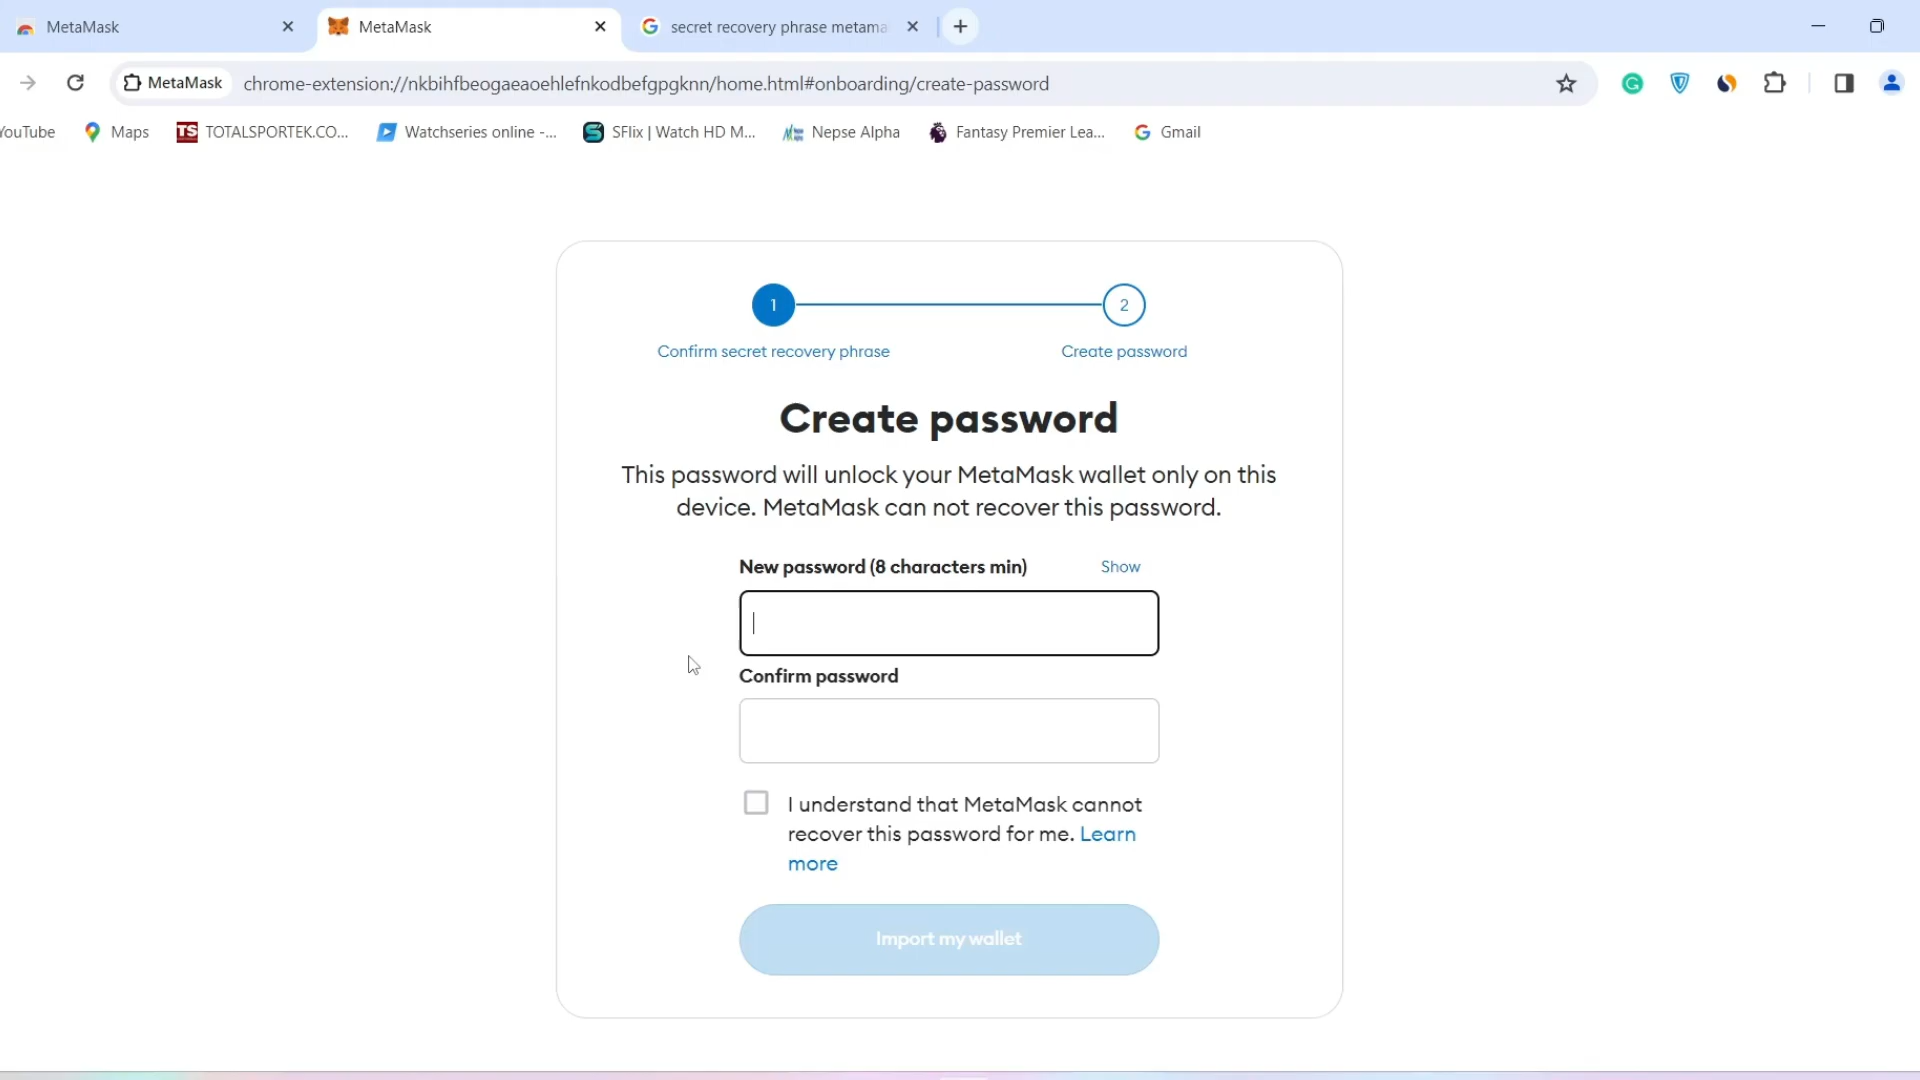 MetaMask
MetaMask
secret recovery phrase metama
MetaMask
chrome-extension://nkbihfbeogaeaoehlefnkodbefgpgknn/home.html#onboarding/create-password
YouTube
Maps
TS TOTALSPORTEK.CO...
Watchseries online -...
SFlix | Watch HD M...
Nepse Alpha
Fantasy Premier Lea...
Gmail
1
2
Confirm secret recovery phrase
Create password
Create password
This password will unlock your MetaMask wallet only on this
device. MetaMask can not recover this password.
New password (8 characters min)
Show
Confirm password
I understand that MetaMask cannot
recover this password for me. Learn
more
Import my wallet